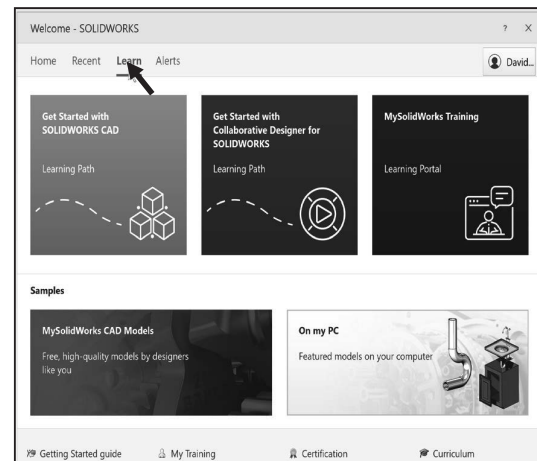 Welcome - SOLIDWORKS
? X
Home Recent Learn Alerts
David...
Get Started with
SOLIDWORKS CAD
Learning Path
Get Started with
Collaborative Designer for
SOLIDWORKS
Learning Path
MySolidWorks Training
Learning Portal
Samples
MySolidWorks CAD Models
Free, high-quality models by designers
like you
On my PC
Featured models on your computer
Getting Started guide My Training Certification Curriculum